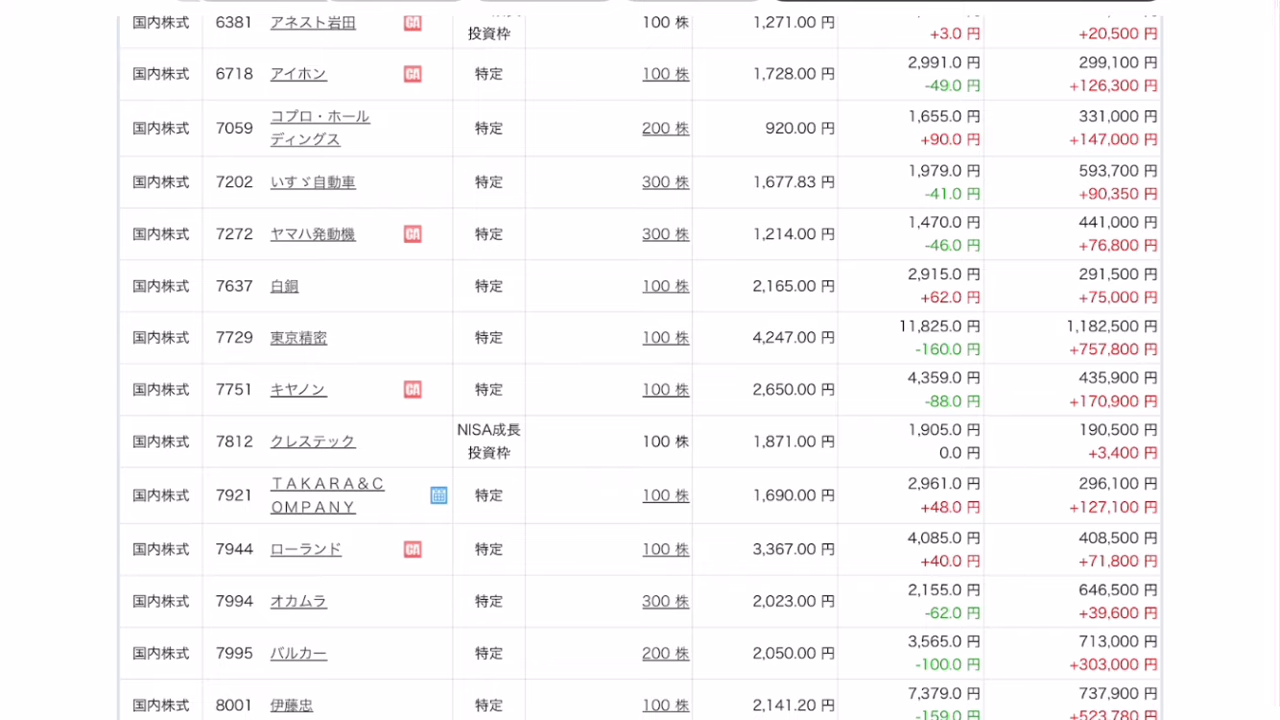 国内株式 6381 アネスト岩田 GA 投資枠 100 株 1,271.00 円 +3.0 円 +20,500 円
国内株式 6718 アイホン GA 特定 100 株 1,728.00 円 2,991.0 円 299,100 円
-49.0 円 +126,300 円
国内株式 7059 コプロ・ホールディングス 特定 200 株 920.00 円 1,655.0 円 331,000 円
+90.0 円 +147,000 円
国内株式 7202 いすゞ自動車 特定 300 株 1,677.83 円 1,979.0 円 593,700 円
-41.0 円 +90,350 円
国内株式 7272 ヤマハ発動機 GA 特定 300 株 1,214.00 円 1,470.0 円 441,000 円
-46.0 円 +76,800 円
国内株式 7637 白銅 特定 100 株 2,165.00 円 2,915.0 円 291,500 円
+62.0 円 +75,000 円
国内株式 7729 東京精密 特定 100 株 4,247.00 円 11,825.0 円 1,182,500 円
-160.0 円 +757,800 円
国内株式 7751 キヤノン GA 特定 100 株 2,650.00 円 4,359.0 円 435,900 円
-88.0 円 +170,900 円
国内株式 7812 クレステック NISA成長投資枠 100 株 1,871.00 円 1,905.0 円 190,500 円
0.0 円 +3,400 円
国内株式 7921 ＴＡＫＡＲＡ＆ＣＯＭＰＡＮＹ 特定 100 株 1,690.00 円 2,961.0 円 296,100 円
+48.0 円 +127,100 円
国内株式 7944 ローランド GA 特定 100 株 3,367.00 円 4,085.0 円 408,500 円
+40.0 円 +71,800 円
国内株式 7994 オカムラ 特定 300 株 2,023.00 円 2,155.0 円 646,500 円
-62.0 円 +39,600 円
国内株式 7995 バルカー 特定 200 株 2,050.00 円 3,565.0 円 713,000 円
-100.0 円 +303,000 円
国内株式 8001 伊藤忠 特定 100 株 2,141.20 円 7,379.0 円 737,900 円
-159.0 円 +523,780 円